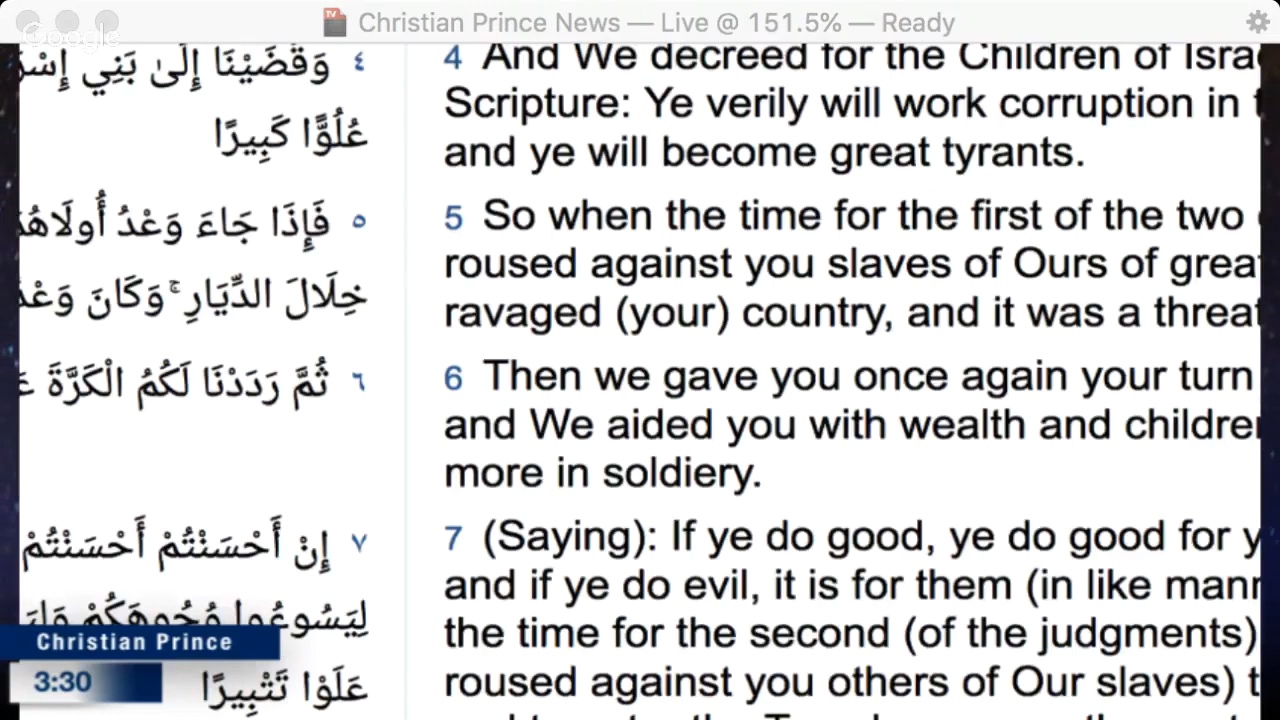 Christian Prince News — Live @ 151.5% — Ready
Google
٤ وَقَضَيْنَا إِلَىٰ بَنِي
عُلُوًّا كَبِيرًا
٥ فَإِذَا جَاءَ وَعْدُ
خِلَالَ الدِّيَارِ ۚ وَكَانَ
٦ ثُمَّ رَدَدْنَا لَكُمُ الْكَرَّةَ
٧ إِنْ أَحْسَنْتُمْ أَحْسَنْتُمْ
لِيَسُوءُوا وُجُوهَكُمْ
عَلَوْا تَتْبِيرًا
4 And We decreed for the Children of
Scripture: Ye verily will work corruption in
and ye will become great tyrants.
5 So when the time for the first of the two
roused against you slaves of Ours of
ravaged (your) country, and it was a
6 Then we gave you once again your turn
and We aided you with wealth and
more in soldiery.
7 (Saying): If ye do good, ye do good for
and if ye do evil, it is for them (in like
the time for the second (of the judgments)
roused against you others of Our slaves)
Christian Prince
3:30